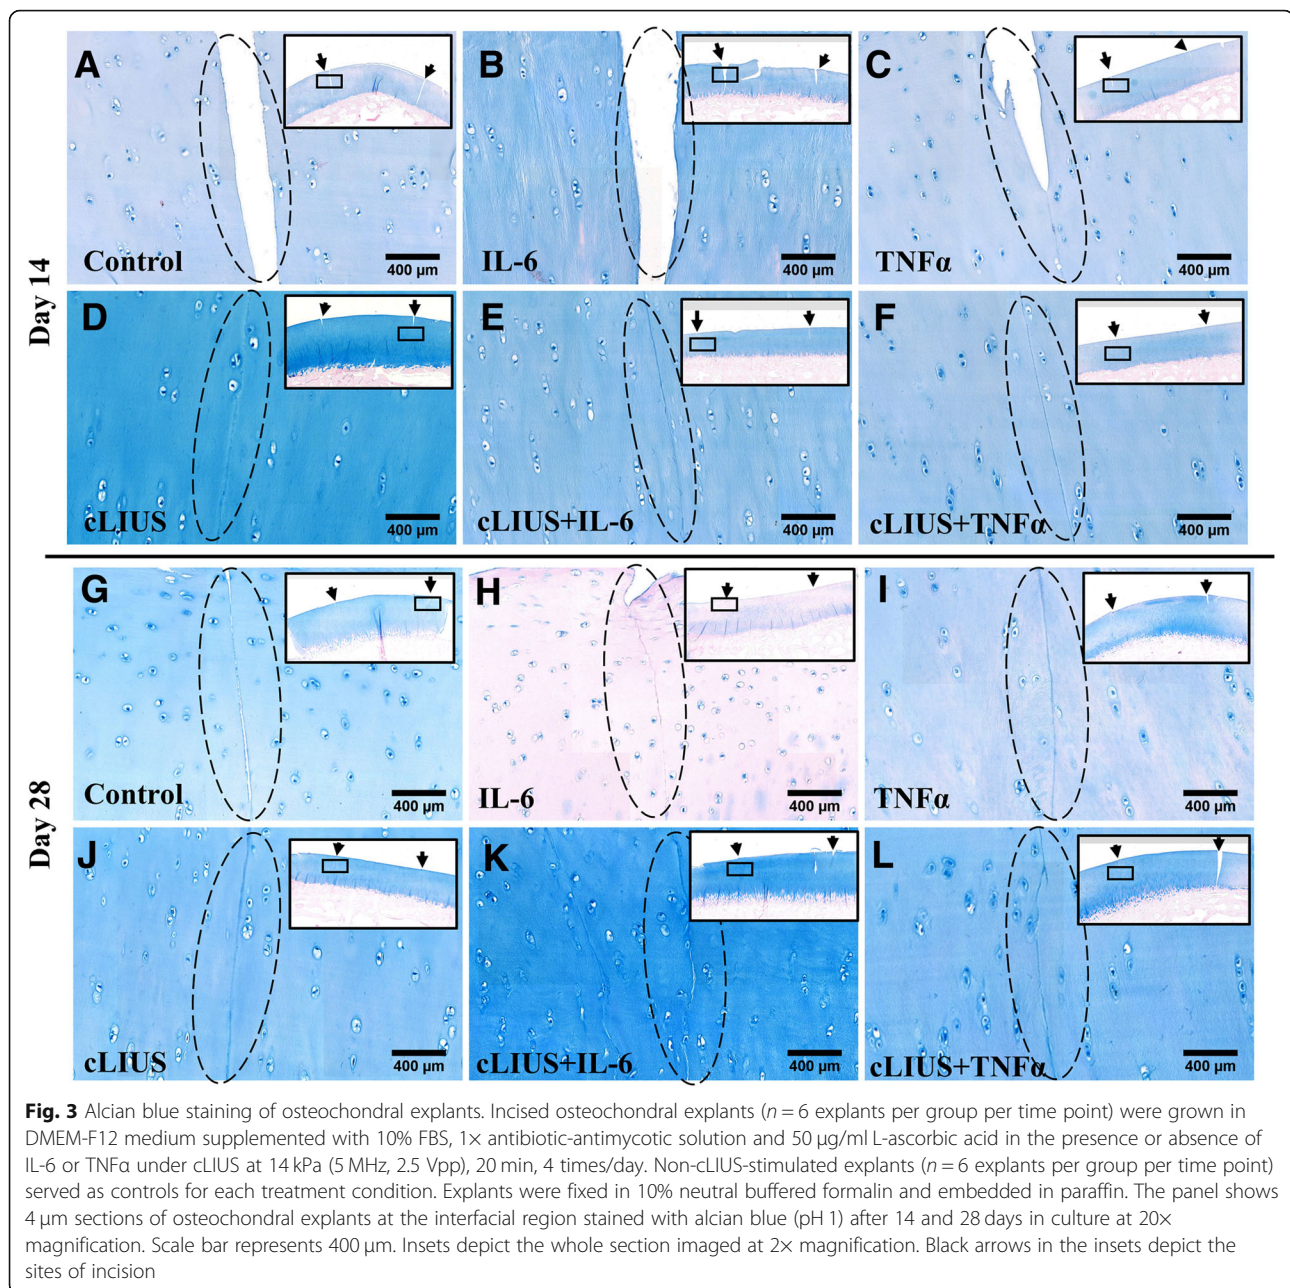 Day 14
A
Control
400 µm
B
IL-6
400 µm
C
TNFα
400 µm
D
cLIUS
400 µm
E
cLIUS+IL-6
400 µm
F
cLIUS+TNFα
400 µm
Day 28
G
Control
400 µm
H
IL-6
400 µm
I
TNFα
400 µm
J
cLIUS
400 µm
K
cLIUS+IL-6
400 µm
L
cLIUS+TNFα
400 µm
Fig. 3 Alcian blue staining of osteochondral explants. Incised osteochondral explants (n = 6 explants per group per time point) were grown in
DMEM-F12 medium supplemented with 10% FBS, 1× antibiotic-antimycotic solution and 50 µg/ml L-ascorbic acid in the presence or absence of
IL-6 or TNFα under cLIUS at 14 kPa (5 MHz, 2.5 Vpp), 20 min, 4 times/day. Non-cLIUS-stimulated explants (n = 6 explants per group per time point)
served as controls for each treatment condition. Explants were fixed in 10% neutral buffered formalin and embedded in paraffin. The panel shows
4 µm sections of osteochondral explants at the interfacial region stained with alcian blue (pH 1) after 14 and 28 days in culture at 20×
magnification. Scale bar represents 400 µm. Insets depict the whole section imaged at 2× magnification. Black arrows in the insets depict the
sites of incision